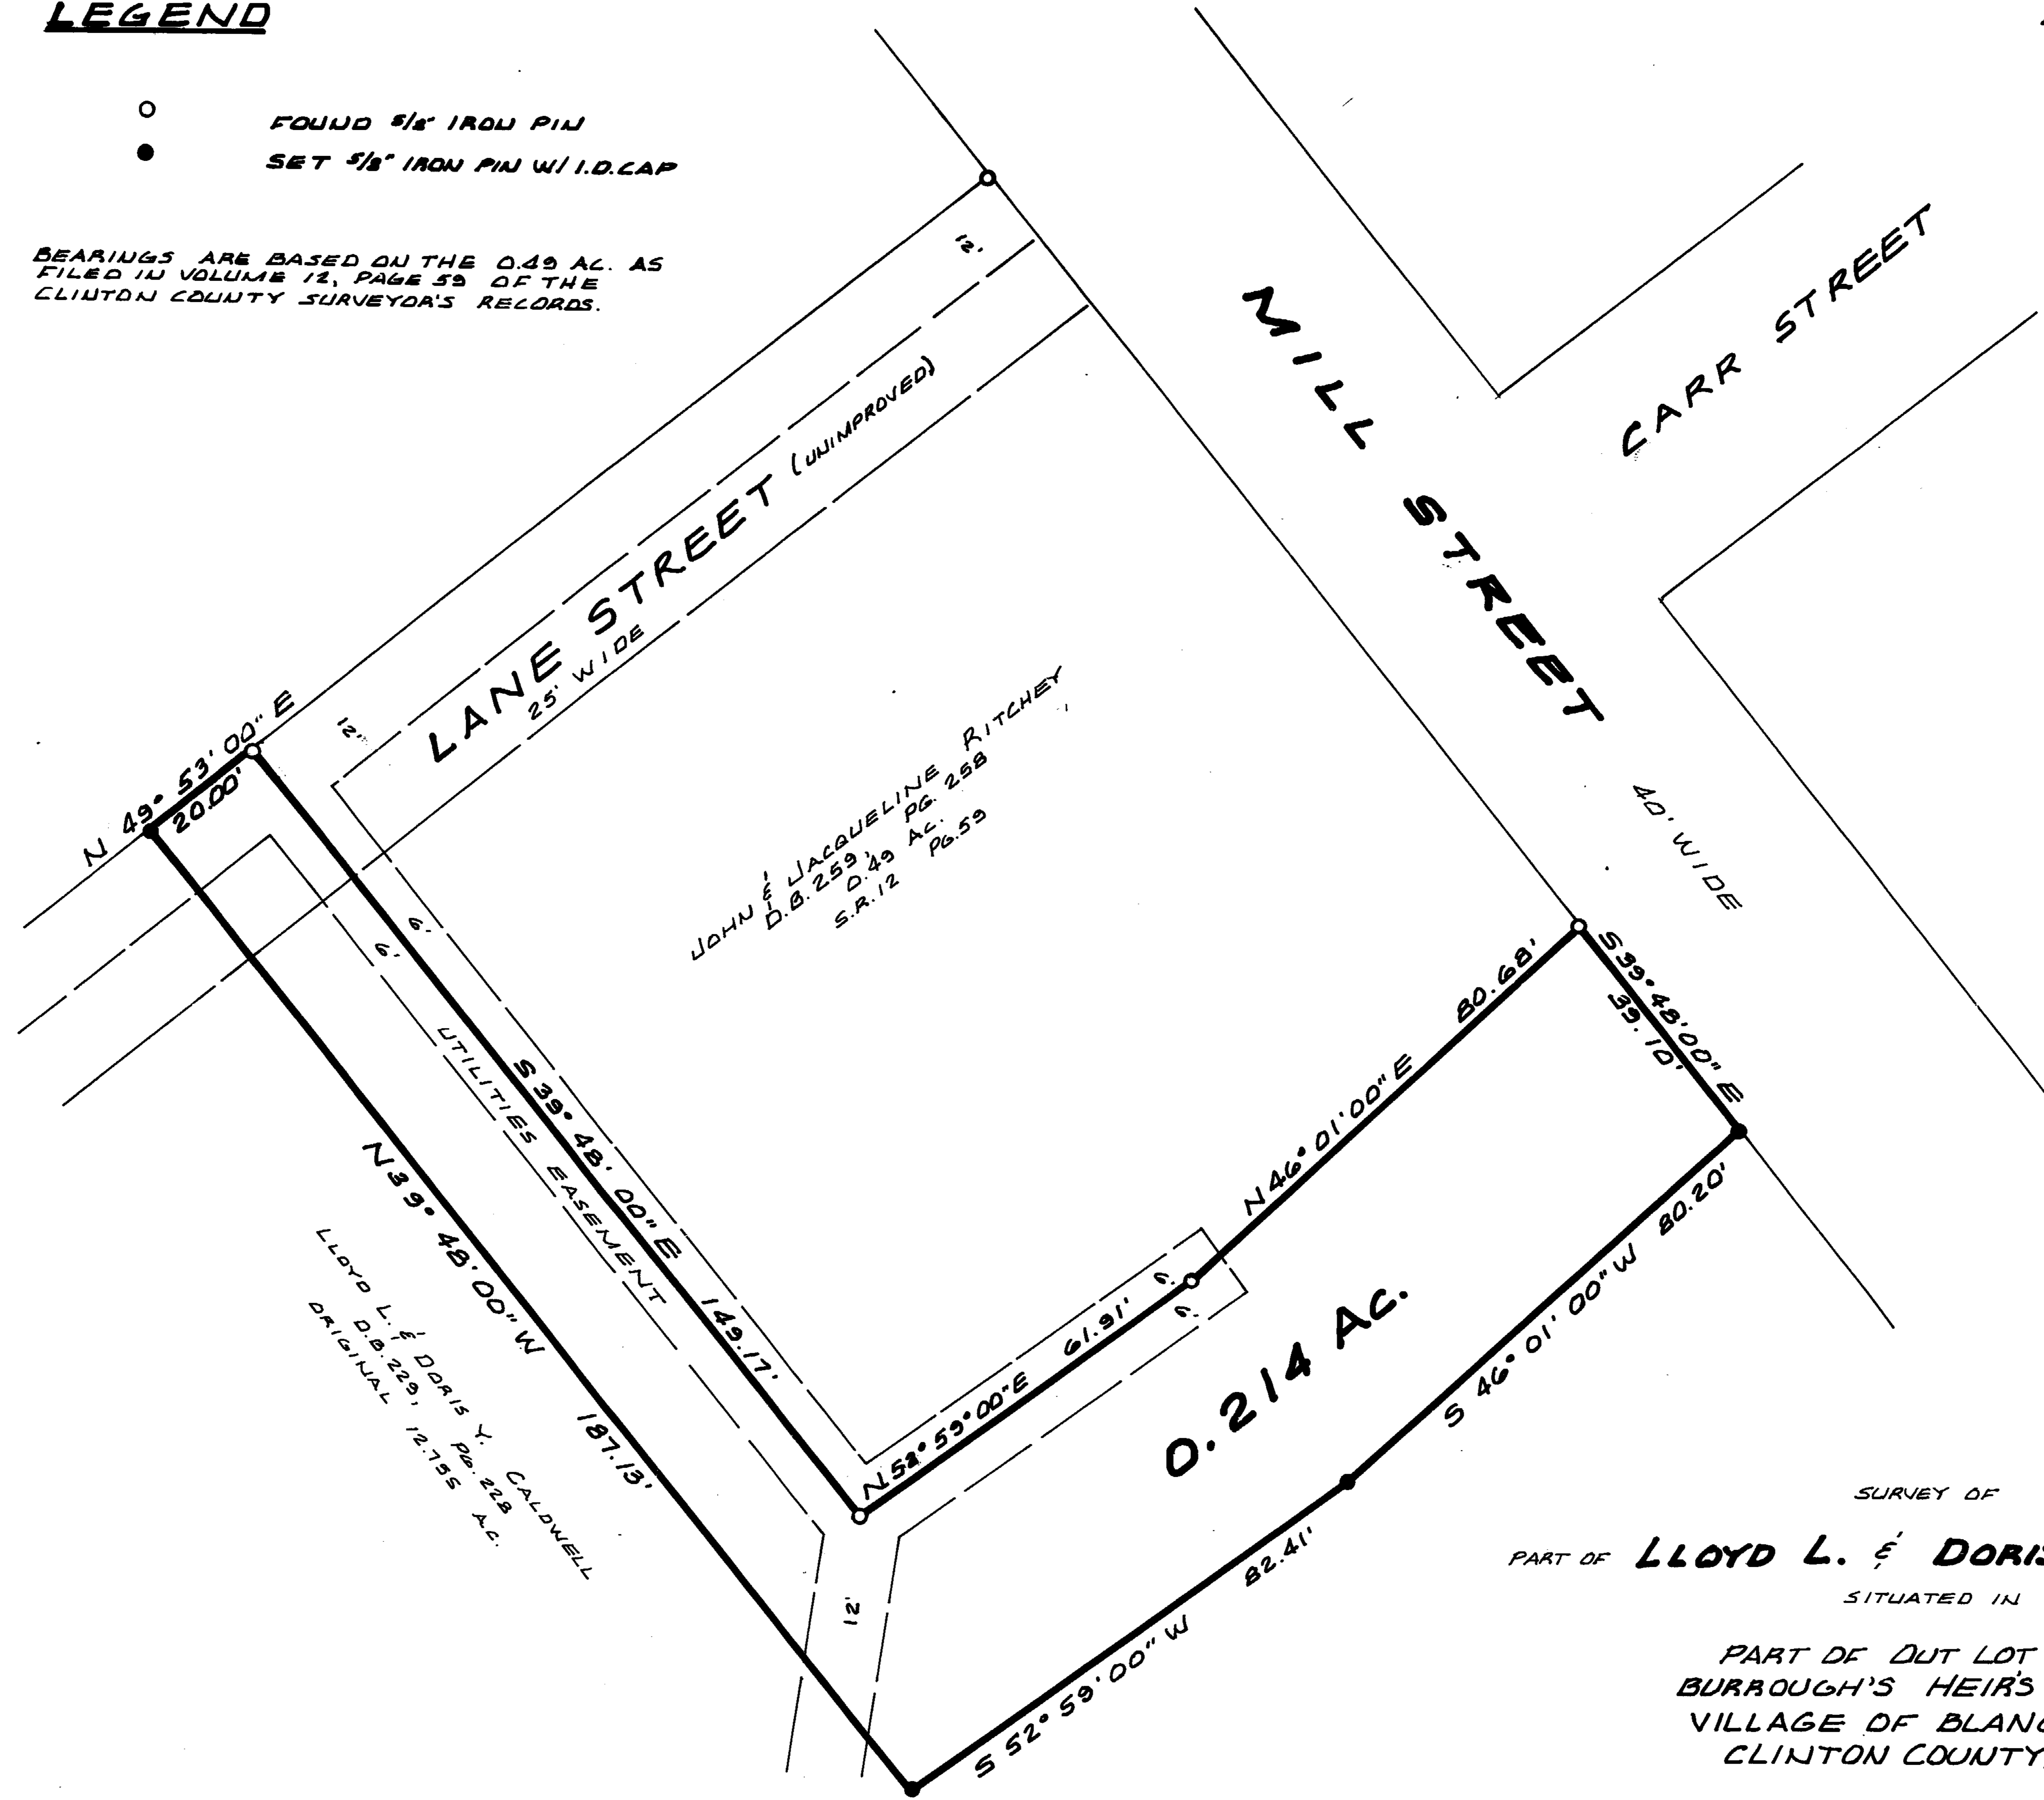 LEGEND
FOUND 5/8" IRON PIN
SET 5/8" IRON PIN W/ I.D. CAP
BEARINGS ARE BASED ON THE 0.49 AC. AS
FILED IN VOLUME 12, PAGE 59 OF THE
CLINTON COUNTY SURVEYOR'S RECORDS.
12'
MILL STREET
40' WIDE
CARR STREET
LANE STREET (UNIMPROVED)
25' WIDE
12'
N 49° 53' 00" E
20.00'
JOHN & JACQUELINE RITCHEY
D.B. 259, PG. 258
0.49 AC.
S.R. 12 PG. 59
6'
6'
UTILITIES EASEMENT
S 39° 48' 00" E 149.17'
S 39° 48' 00" E
39.10'
N 46° 01' 00" E 80.68'
N 52° 59' 00" E 61.91'
6'
6'
0.214 AC.
S 46° 01' 00" W 80.20'
N 39° 48' 00" W 187.13'
LLOYD L. & DORIS Y. CALDWELL
D.B. 229, PG. 228
ORIGINAL 12.755 AC.
12'
S 52° 59' 00" W 82.41'
SURVEY OF
PART OF LLOYD L. & DORIS
SITUATED IN
PART OF OUT LOT
BURROUGH'S HEIR'S
VILLAGE OF BLANC
CLINTON COUNTY,